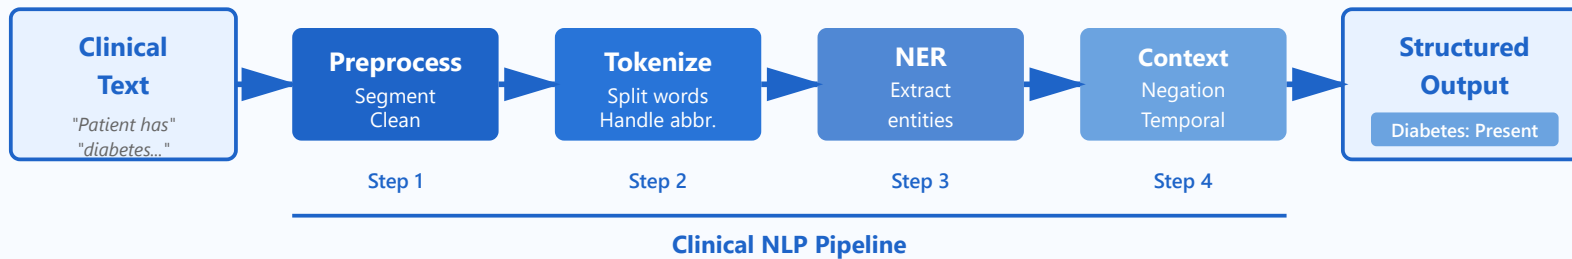 Clinical
Text
"Patient has"
"diabetes..."
Preprocess
Segment
Clean
Step 1
Tokenize
Split words
Handle abbr.
Step 2
NER
Extract
entities
Step 3
Context
Negation
Temporal
Step 4
Structured
Output
Diabetes: Present
Clinical NLP Pipeline